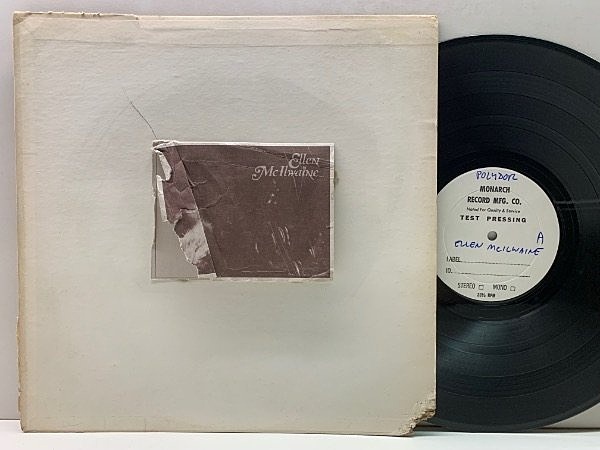 Ellen
McIlwaine
POLYDOR
MONARCH
RECORD MFG. CO.
Noted For Quality & Service
TEST PRESSING
A
ELLEN MCILWAINE
LABEL
ID.
STEREO MONO
33⅓ RPM